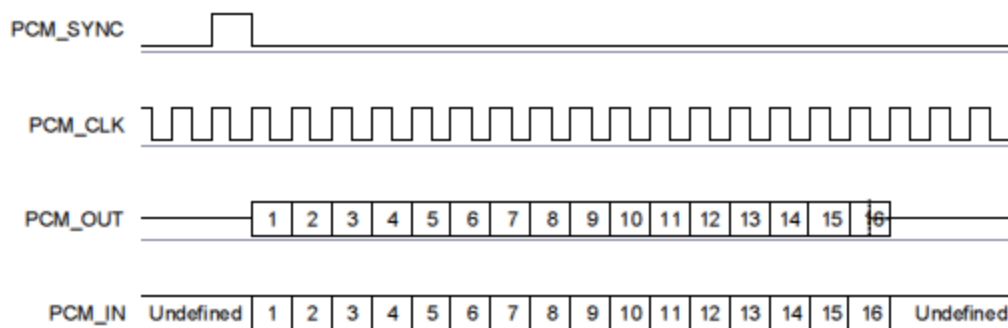 PCM_SYNC
PCM_CLK
PCM_OUT 1 2 3 4 5 6 7 8 9 10 11 12 13 14 15 16
PCM_IN Undefined 1 2 3 4 5 6 7 8 9 10 11 12 13 14 15 16 Undefined